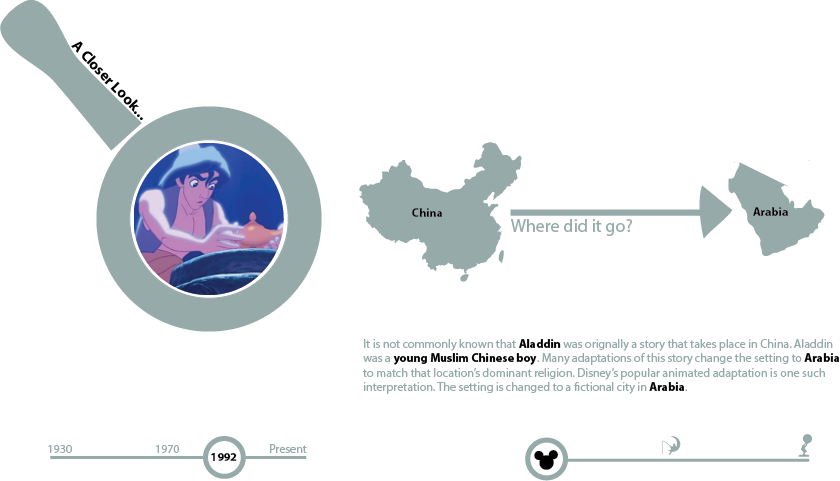 A Closer Look...
China
Arabia
Where did it go?
It is not commonly known that Aladdin was orignally a story that takes place in China. Aladdin
was a young Muslim Chinese boy. Many adaptations of this story change the setting to Arabia
to match that location's dominant religion. Disney's popular animated adaptation is one such
interpretation. The setting is changed to a fictional city in Arabia.
1930
1970
1992
Present